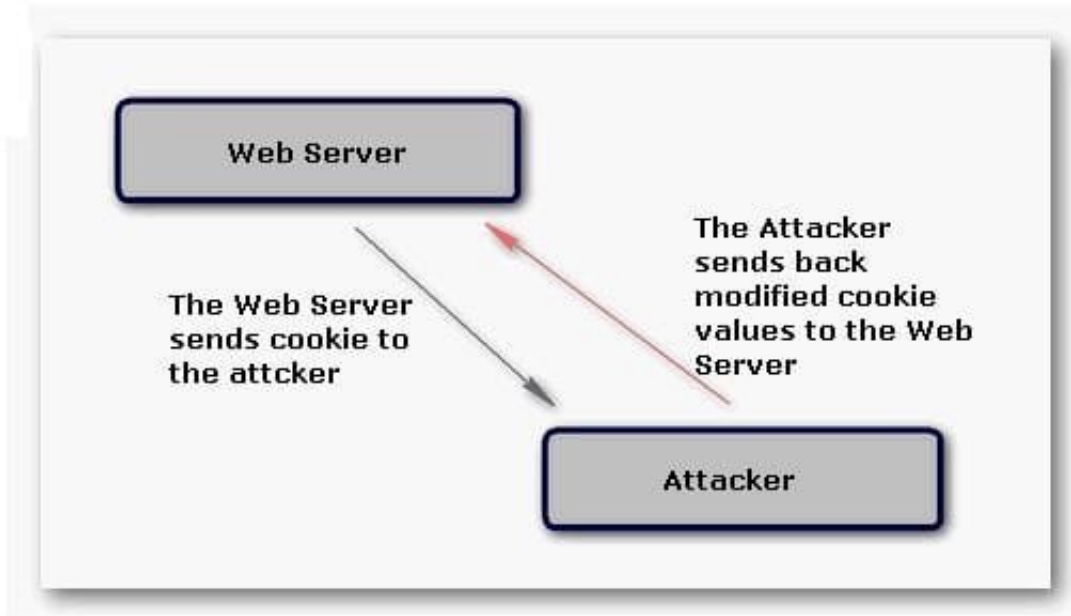 Web Server
The Web Server
sends cookie to
the attcker
The Attacker
sends back
modified cookie
values to the Web
Server
Attacker